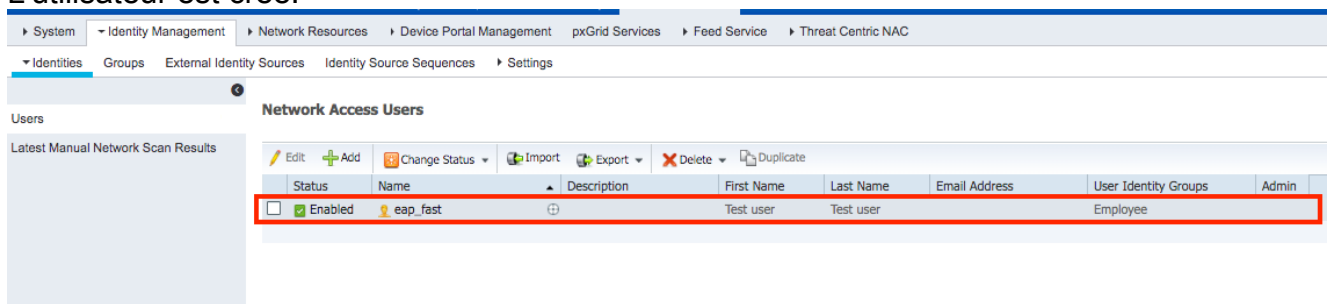 L'utilisateur est créé.
System Identity Management Network Resources Device Portal Management pxGrid Services Feed Service Threat Centric NAC
Identities Groups External Identity Sources Identity Source Sequences Settings
Users
Latest Manual Network Scan Results
Network Access Users
Edit Add Change Status Import Export Delete Duplicate
Status Name Description First Name Last Name Email Address User Identity Groups Admin
Enabled eap_fast Test user Test user Employee